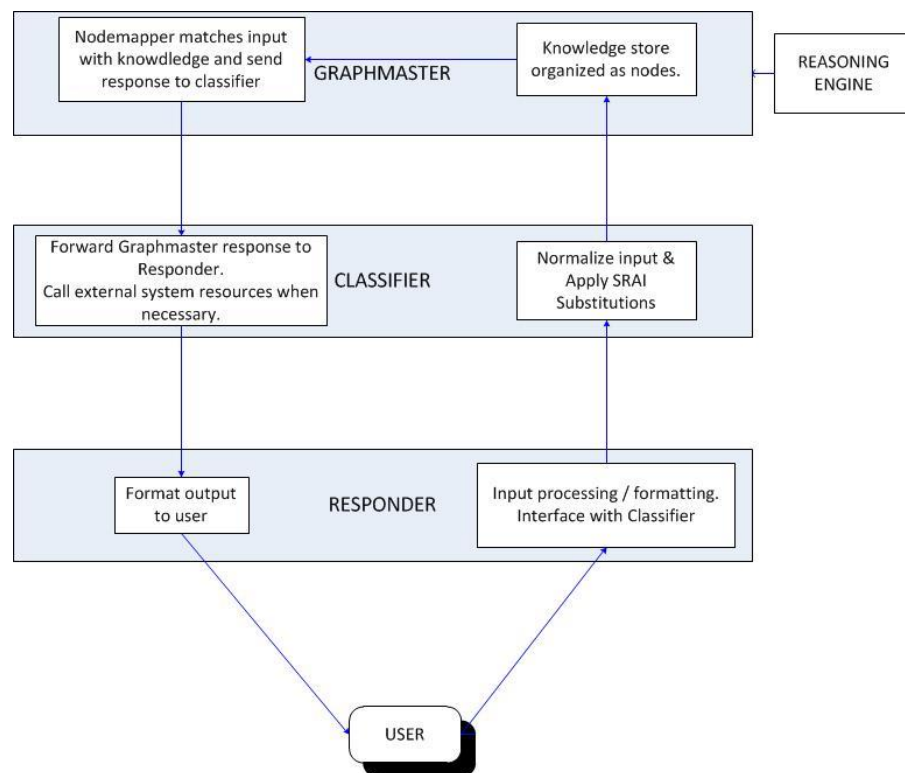 Nodemapper matches input
with knowdledge and send
response to classifier
GRAPHMASTER
Knowledge store
organized as nodes.
REASONING
ENGINE
Forward Graphmaster response to
Responder.
Call external system resources when
necessary.
CLASSIFIER
Normalize input &
Apply SRAI
Substitutions
Format output
to user
RESPONDER
Input processing / formatting.
Interface with Classifier
USER